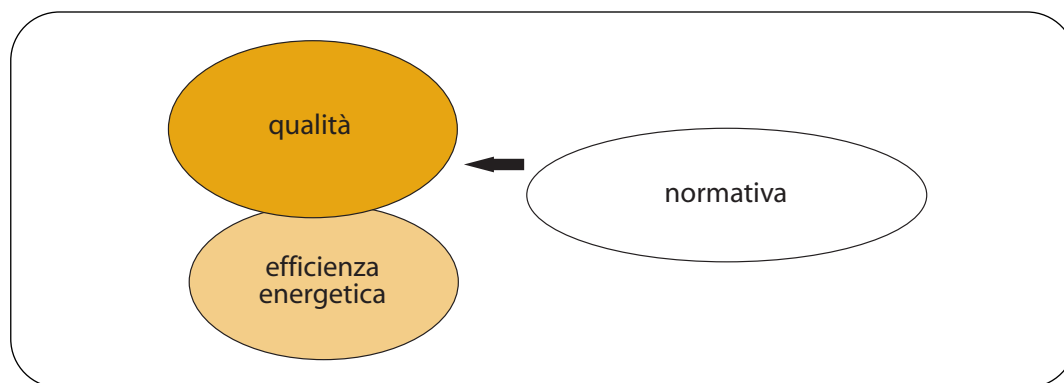 qualità
normativa
efficienza
energetica